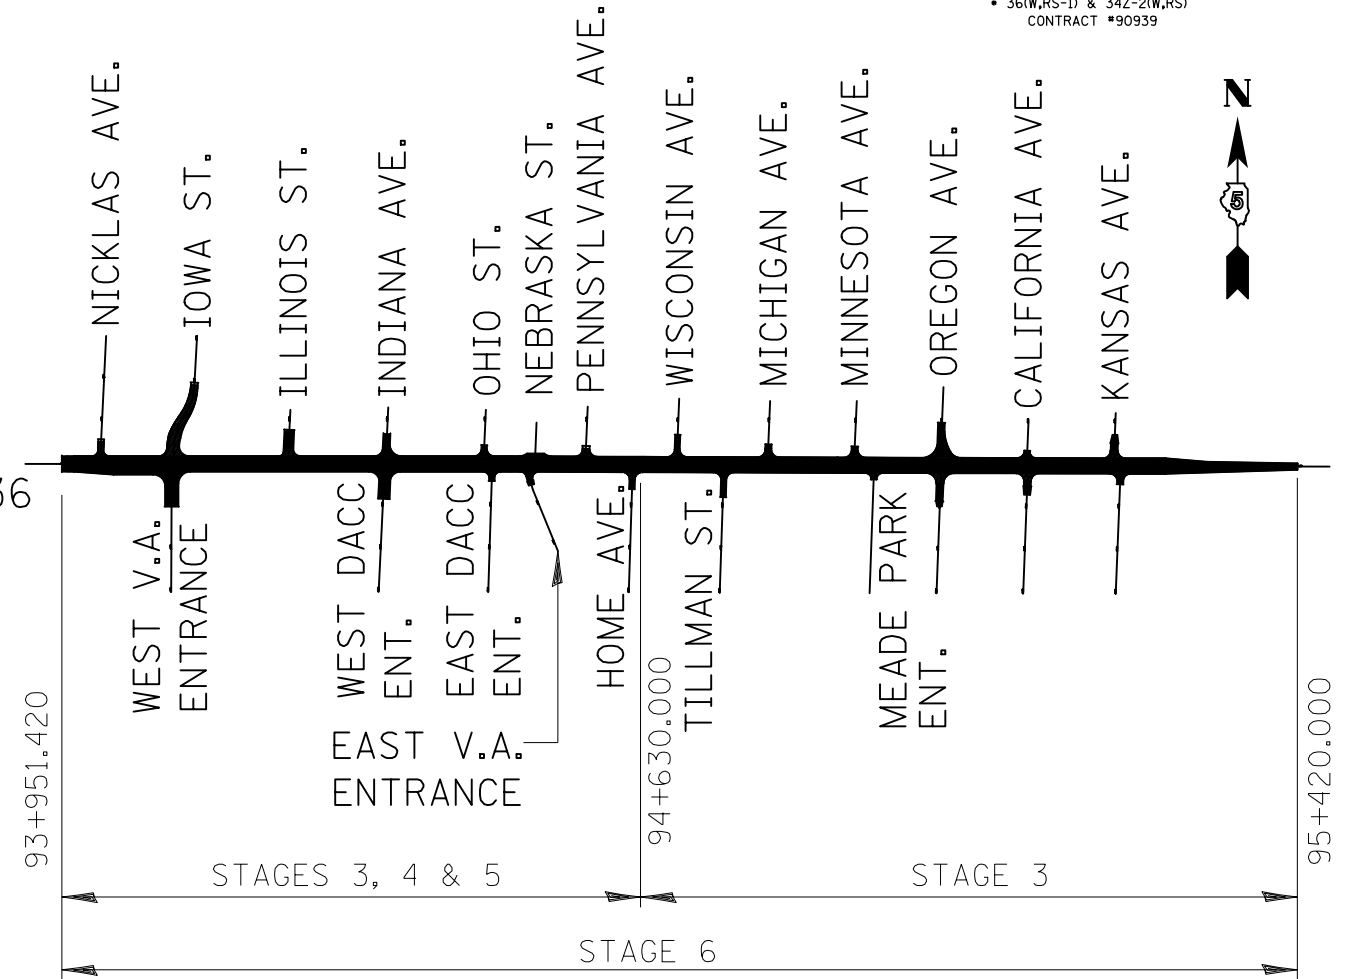 * 36(W,RS-1) & 34Z-2(W,RS)
CONTRACT #90939
N
5
NICKLAS AVE.
IOWA ST.
ILLINOIS ST.
INDIANA AVE.
OHIO ST.
NEBRASKA ST.
PENNSYLVANIA AVE.
WISCONSIN AVE.
MICHIGAN AVE.
MINNESOTA AVE.
OREGON AVE.
CALIFORNIA AVE.
KANSAS AVE.
36
WEST V.A.
ENTRANCE
WEST DACC
ENT.
EAST DACC
ENT.
EAST V.A.
ENTRANCE
HOME AVE.
TILLMAN ST.
MEADE PARK
ENT.
93+951.420
94+630.000
95+420.000
STAGES 3, 4 & 5
STAGE 3
STAGE 6